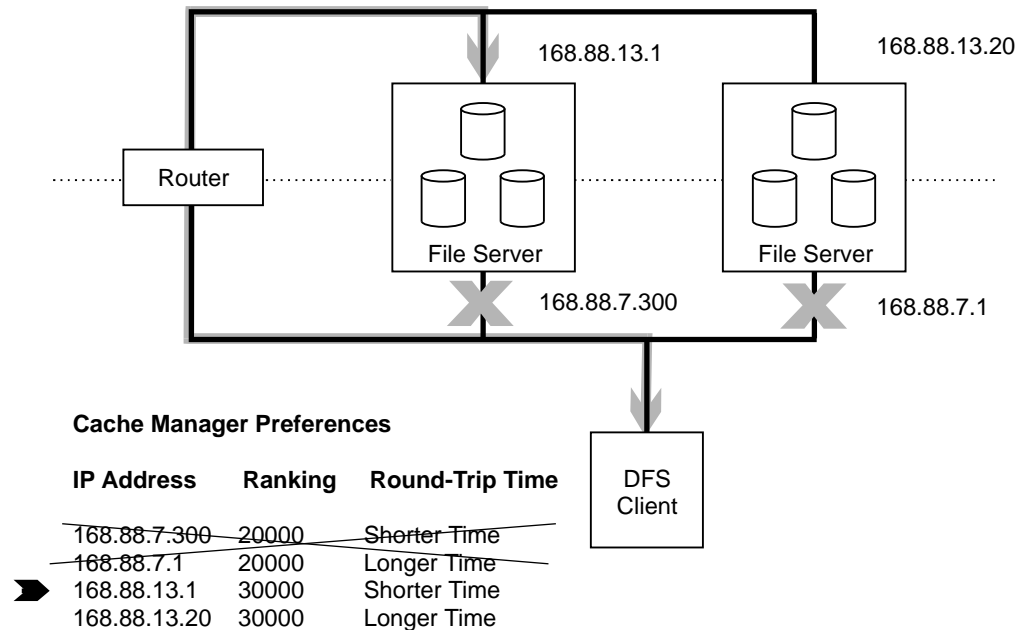 168.88.13.1
168.88.13.20
Router
File Server
File Server
168.88.7.300
168.88.7.1
Cache Manager Preferences
IP Address Ranking Round-Trip Time
168.88.7.300 20000 Shorter Time
168.88.7.1 20000 Longer Time
168.88.13.1 30000 Shorter Time
168.88.13.20 30000 Longer Time
DFS
Client